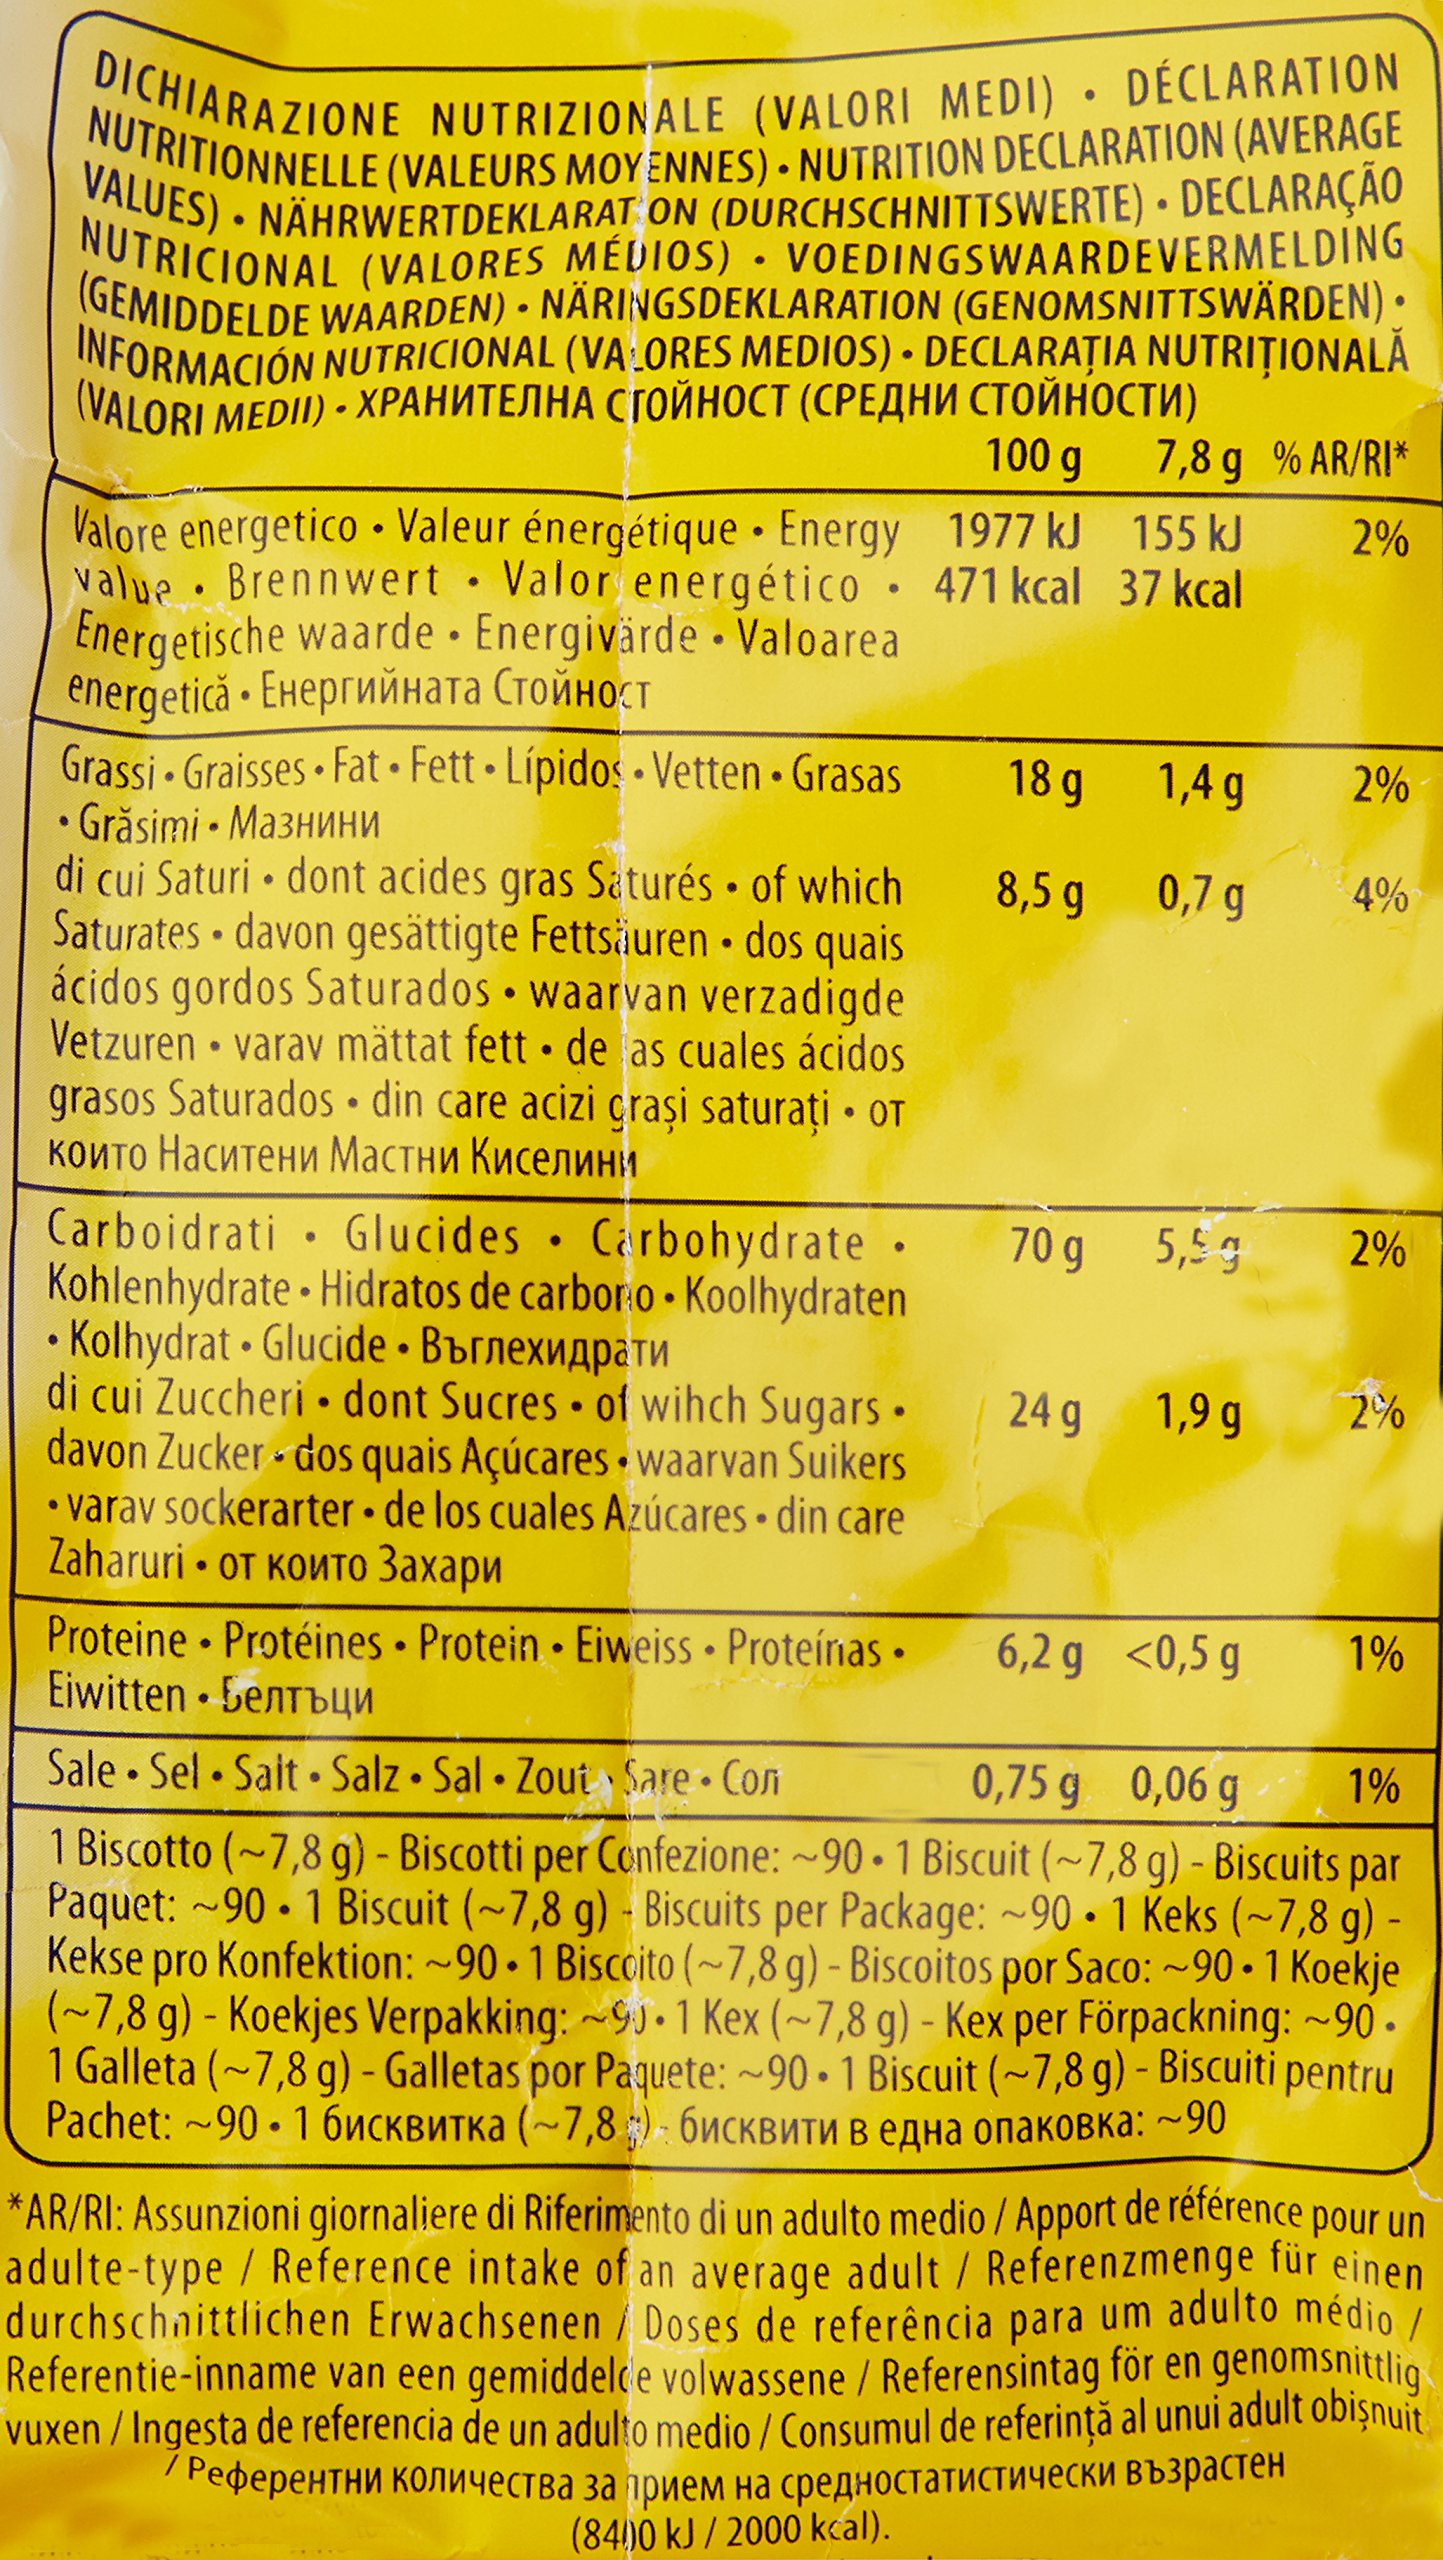 DICHIARAZIONE NUTRIZIONALE (VALORI MEDI) • DÉCLARATION
NUTRITIONNELLE (VALEURS MOYENNES) • NUTRITION DECLARATION (AVERAGE
VALUES) • NÄHRWERTDEKLARATION (DURCHSCHNITTSWERTE) • DECLARAÇÃO
NUTRICIONAL (VALORES MÉDIOS) • VOEDINGSWAARDEVERMELDING
(GEMIDDELDE WAARDEN) • NÄRINGSDEKLARATION (GENOMSNITTSWÄRDEN) •
INFORMACIÓN NUTRICIONAL (VALORES MEDIOS) • DECLARAȚIA NUTRIȚIONALĂ
(VALORI MEDII) • ХРАНИТЕЛНА СТОЙНОСТ (СРЕДНИ СТОЙНОСТИ)
100 g 7,8 g % AR/RI*
Valore energetico • Valeur énergétique • Energy 1977 kJ 155 kJ 2%
value • Brennwert • Valor energético • 471 kcal 37 kcal
Energetische waarde • Energivärde • Valoarea
energetică • Енергийната Стойност
Grassi • Graisses • Fat • Fett • Lípidos • Vetten • Grasas 18 g 1,4 g 2%
• Grăsimi • Мазнини
di cui Saturi • dont acides gras Saturés • of which 8,5 g 0,7 g 4%
Saturates • davon gesättigte Fettsäuren • dos quais
ácidos gordos Saturados • waarvan verzadigde
Vetzuren • varav mättat fett • de las cuales ácidos
grasos Saturados • din care acizi grași saturați • от
които Наситени Мастни Киселини
Carboidrati • Glucides • Carbohydrate • 70 g 5,5 g 2%
Kohlenhydrate • Hidratos de carbono • Koolhydraten
• Kolhydrat • Glucide • Въглехидрати
di cui Zuccheri • dont Sucres • of wihch Sugars • 24 g 1,9 g 2%
davon Zucker • dos quais Açúcares • waarvan Suikers
• varav sockerarter • de los cuales Azúcares • din care
Zaharuri • от които Захари
Proteine • Protéines • Protein • Eiweiss • Proteínas • 6,2 g <0,5 g 1%
Eiwitten • Белтъци
Sale • Sel • Salt • Salz • Sal • Zout • Sare • Сол 0,75 g 0,06 g 1%
1 Biscotto (~7,8 g) - Biscotti per Confezione: ~90 • 1 Biscuit (~7,8 g) - Biscuits par
Paquet: ~90 • 1 Biscuit (~7,8 g) - Biscuits per Package: ~90 • 1 Keks (~7,8 g) -
Kekse pro Konfektion: ~90 • 1 Biscoito (~7,8 g) - Biscoitos por Saco: ~90 • 1 Koekje
(~7,8 g) - Koekjes Verpakking: ~90 • 1 Kex (~7,8 g) - Kex per Förpackning: ~90 •
1 Galleta (~7,8 g) - Galletas por Paquete: ~90 • 1 Biscuit (~7,8 g) - Biscuiti pentru
Pachet: ~90 • 1 бисквитка (~7,8 g) - бисквити в една опаковка: ~90
*AR/RI: Assunzioni giornaliere di Riferimento di un adulto medio / Apport de référence pour un
adulte-type / Reference intake of an average adult / Referenzmenge für einen
durchschnittlichen Erwachsenen / Doses de referência para um adulto médio /
Referentie-inname van een gemiddelde volwassene / Referensintag för en genomsnittlig
vuxen / Ingesta de referencia de un adulto medio / Consumul de referință al unui adult obișnuit
/ Референтни количества за прием на средностатистически възрастен
(8400 kJ / 2000 kcal).